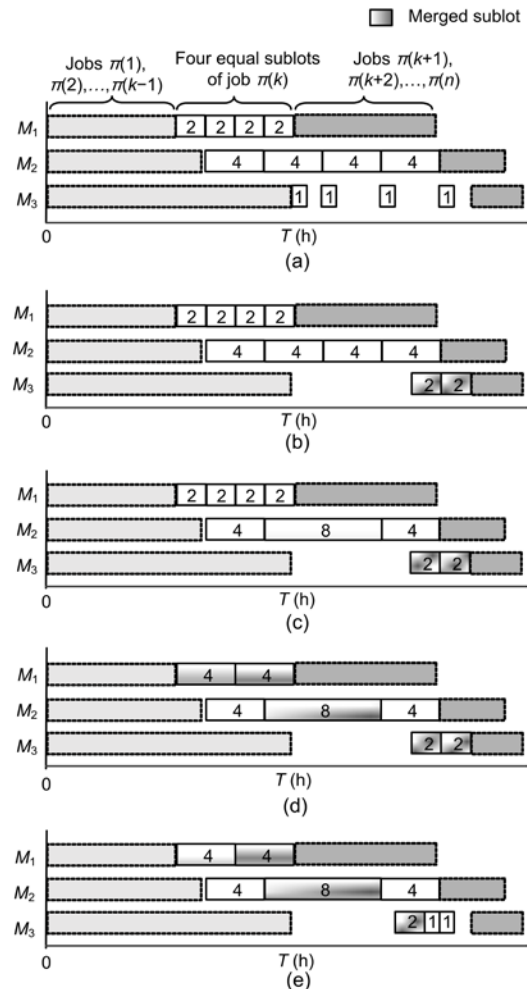 Merged sublot
Jobs π(1),
π(2),…,π(k−1)
Four equal sublots
of job π(k)
Jobs π(k+1),
π(k+2),…,π(n)
M1 2 2 2 2
M2 4 4 4 4
M3 1 1 1 1
0 T (h)
(a)
M1 2 2 2 2
M2 4 4 4 4
M3 2 2
0 T (h)
(b)
M1 2 2 2 2
M2 4 8 4
M3 2 2
0 T (h)
(c)
M1 4 4
M2 4 8 4
M3 2 2
0 T (h)
(d)
M1 4 4
M2 4 8 4
M3 2 1 1
0 T (h)
(e)